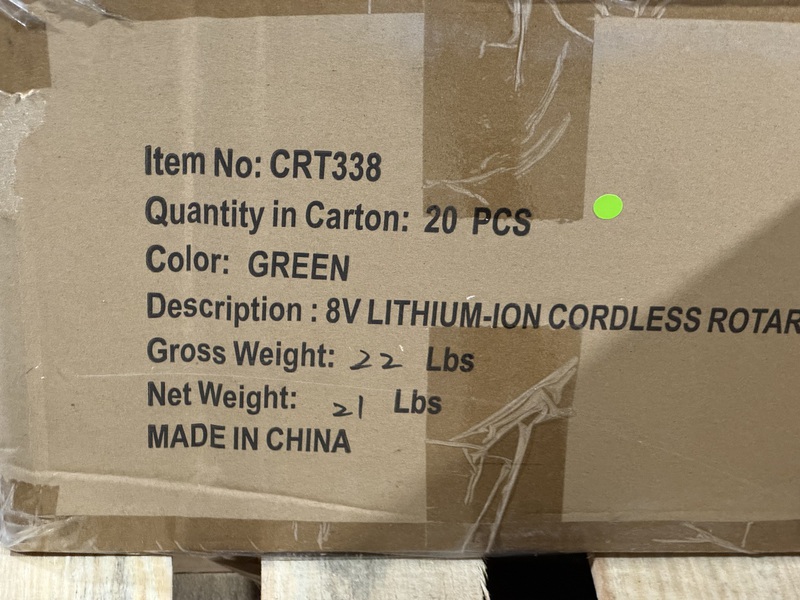 Item No: CRT338
Quantity in Carton: 20 PCS
Color: GREEN
Description : 8V LITHIUM-ION CORDLESS ROTAR
Gross Weight: 22 Lbs
Net Weight: 21 Lbs
MADE IN CHINA